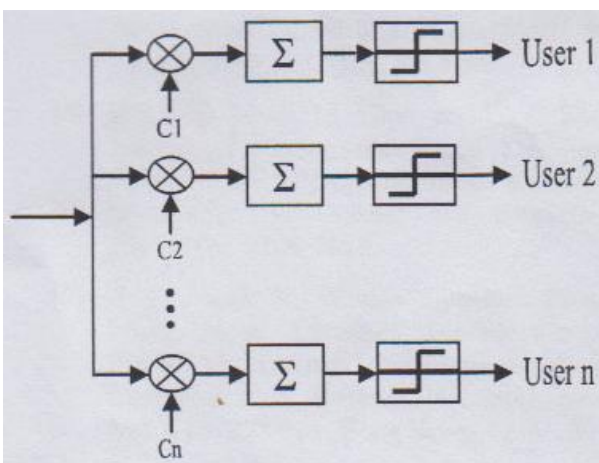 Σ User 1
C1
Σ User 2
C2
Σ User n
Cn